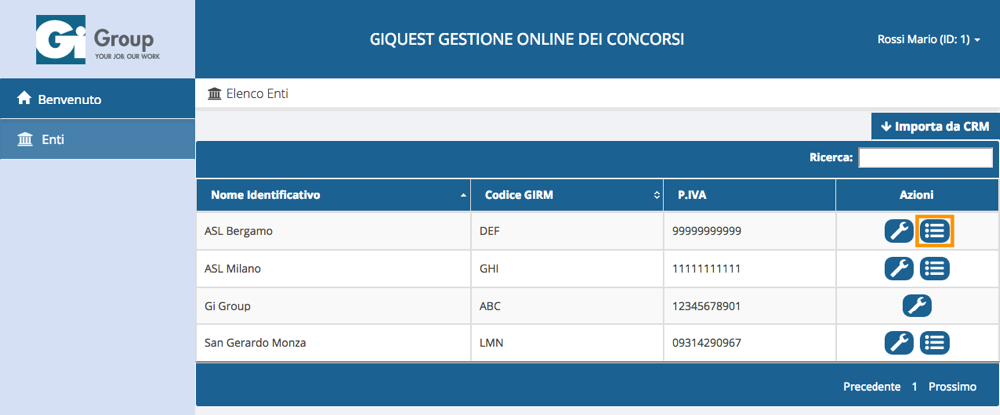 Gi Group
YOUR JOB, OUR WORK
GIQUEST GESTIONE ONLINE DEI CONCORSI
Rossi Mario (ID: 1)
Benvenuto
Enti
Elenco Enti
Importa da CRM
Ricerca:
Nome Identificativo Codice GIRM P.IVA Azioni
ASL Bergamo DEF 99999999999
ASL Milano GHI 11111111111
Gi Group ABC 12345678901
San Gerardo Monza LMN 09314290967
Precedente 1 Prossimo